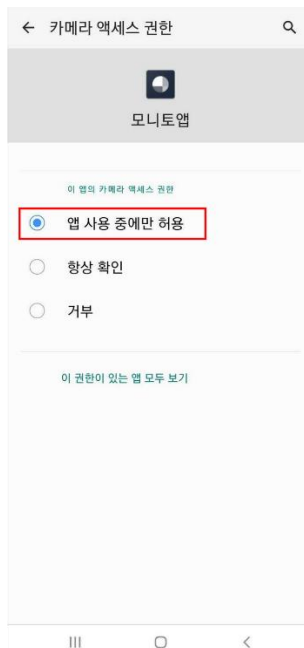 카메라 액세스 권한
모니토앱
이 앱의 카메라 액세스 권한
앱 사용 중에만 허용
항상 확인
거부
이 권한이 있는 앱 모두 보기